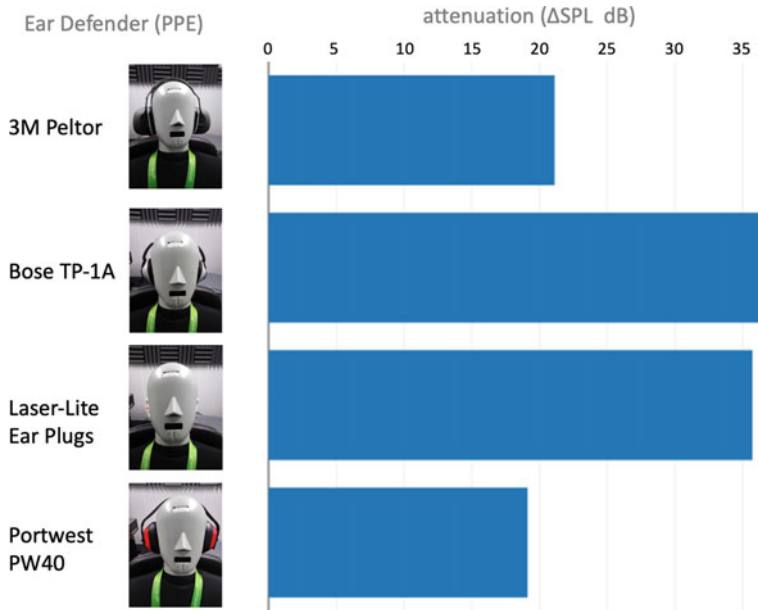 Ear Defender (PPE)
attenuation (ΔSPL dB)
0 5 10 15 20 25 30 35
3M Peltor
Bose TP-1A
Laser-Lite
Ear Plugs
Portwest
PW40